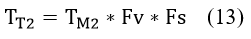 T_T2 = T_M2 * Fv * Fs (13)